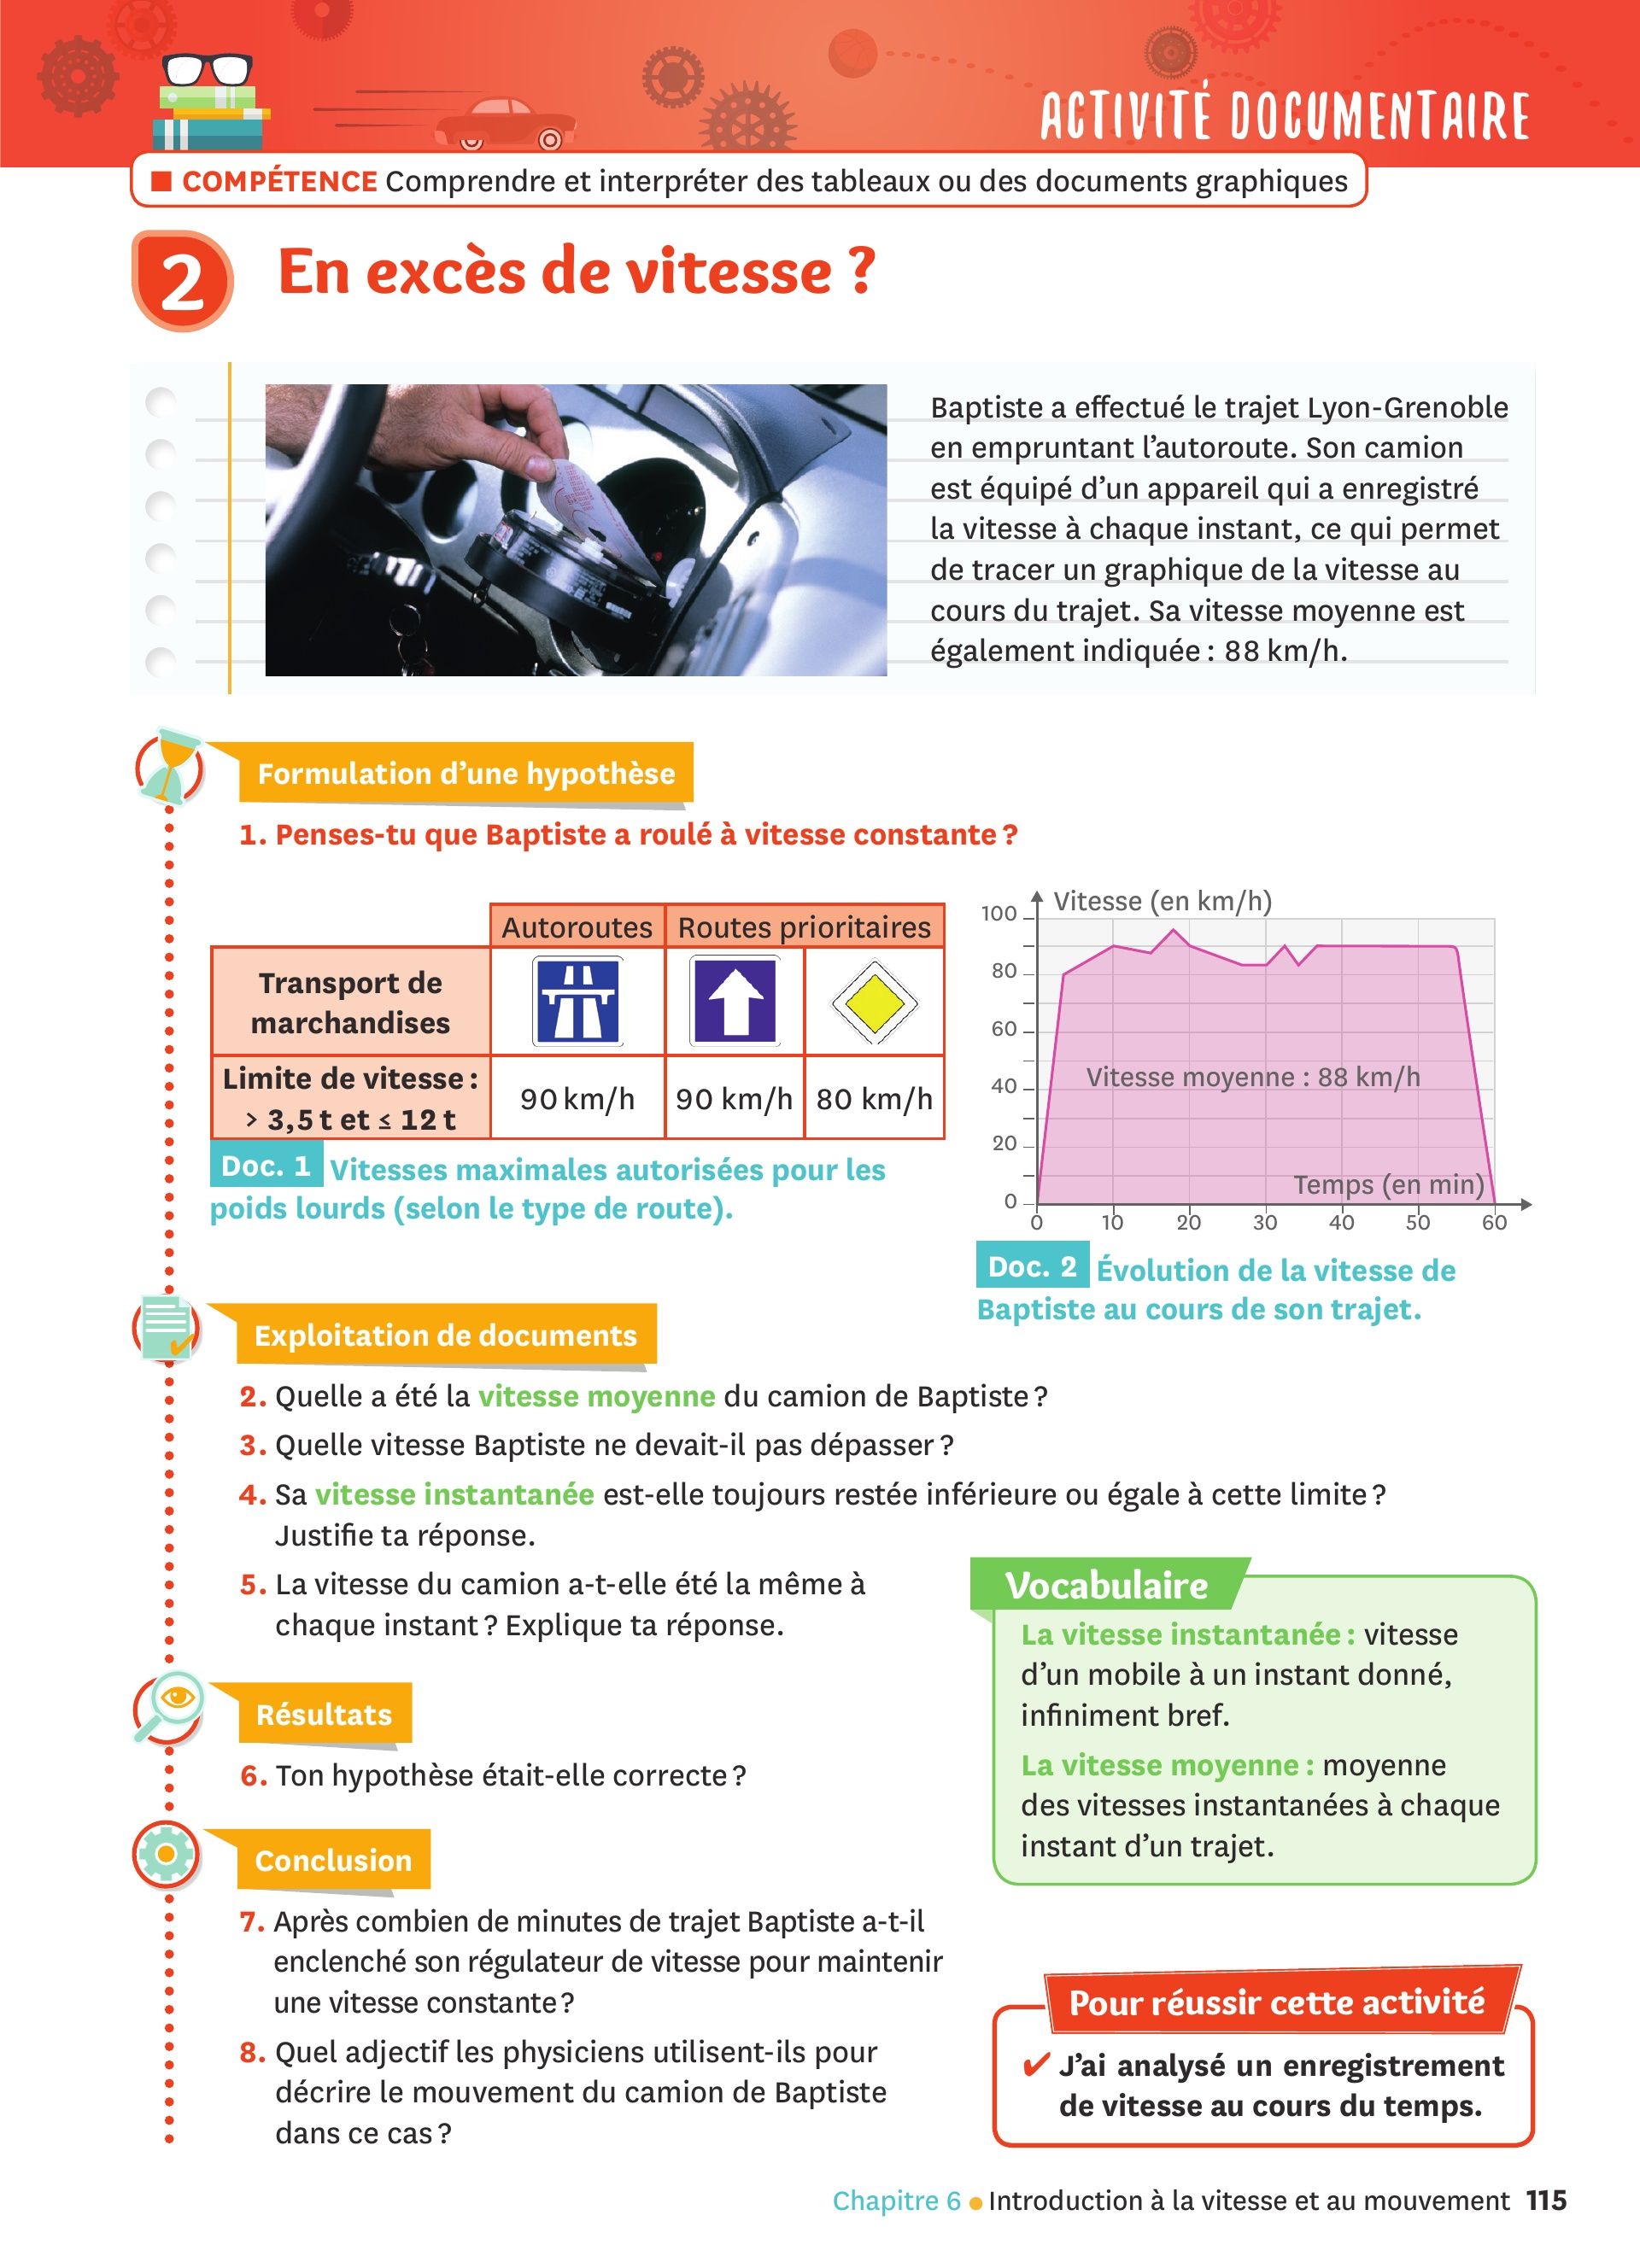 ACTIVITÉ DOCUMENTAIRE
■ COMPÉTENCE Comprendre et interpréter des tableaux ou des documents graphiques
2 En excès de vitesse ?
Baptiste a effectué le trajet Lyon-Grenoble
en empruntant l’autoroute. Son camion
est équipé d’un appareil qui a enregistré
la vitesse à chaque instant, ce qui permet
de tracer un graphique de la vitesse au
cours du trajet. Sa vitesse moyenne est
également indiquée : 88 km/h.
Formulation d’une hypothèse
1. Penses-tu que Baptiste a roulé à vitesse constante ?
Autoroutes Routes prioritaires
Transport de
marchandises
Limite de vitesse :
> 3,5 t et ≤ 12 t
90 km/h 90 km/h 80 km/h
Doc. 1 Vitesses maximales autorisées pour les
poids lourds (selon le type de route).
Vitesse (en km/h)
100
80
60
40
20
0
Vitesse moyenne : 88 km/h
Temps (en min)
0 10 20 30 40 50 60
Doc. 2 Évolution de la vitesse de
Baptiste au cours de son trajet.
Exploitation de documents
2. Quelle a été la vitesse moyenne du camion de Baptiste ?
3. Quelle vitesse Baptiste ne devait-il pas dépasser ?
4. Sa vitesse instantanée est-elle toujours restée inférieure ou égale à cette limite ?
Justifie ta réponse.
5. La vitesse du camion a-t-elle été la même à
chaque instant ? Explique ta réponse.
Résultats
6. Ton hypothèse était-elle correcte ?
Conclusion
7. Après combien de minutes de trajet Baptiste a-t-il
enclenché son régulateur de vitesse pour maintenir
une vitesse constante ?
8. Quel adjectif les physiciens utilisent-ils pour
décrire le mouvement du camion de Baptiste
dans ce cas ?
Vocabulaire
La vitesse instantanée : vitesse
d’un mobile à un instant donné,
infiniment bref.
La vitesse moyenne : moyenne
des vitesses instantanées à chaque
instant d’un trajet.
Pour réussir cette activité
✔ J’ai analysé un enregistrement
de vitesse au cours du temps.
Chapitre 6 ● Introduction à la vitesse et au mouvement 115